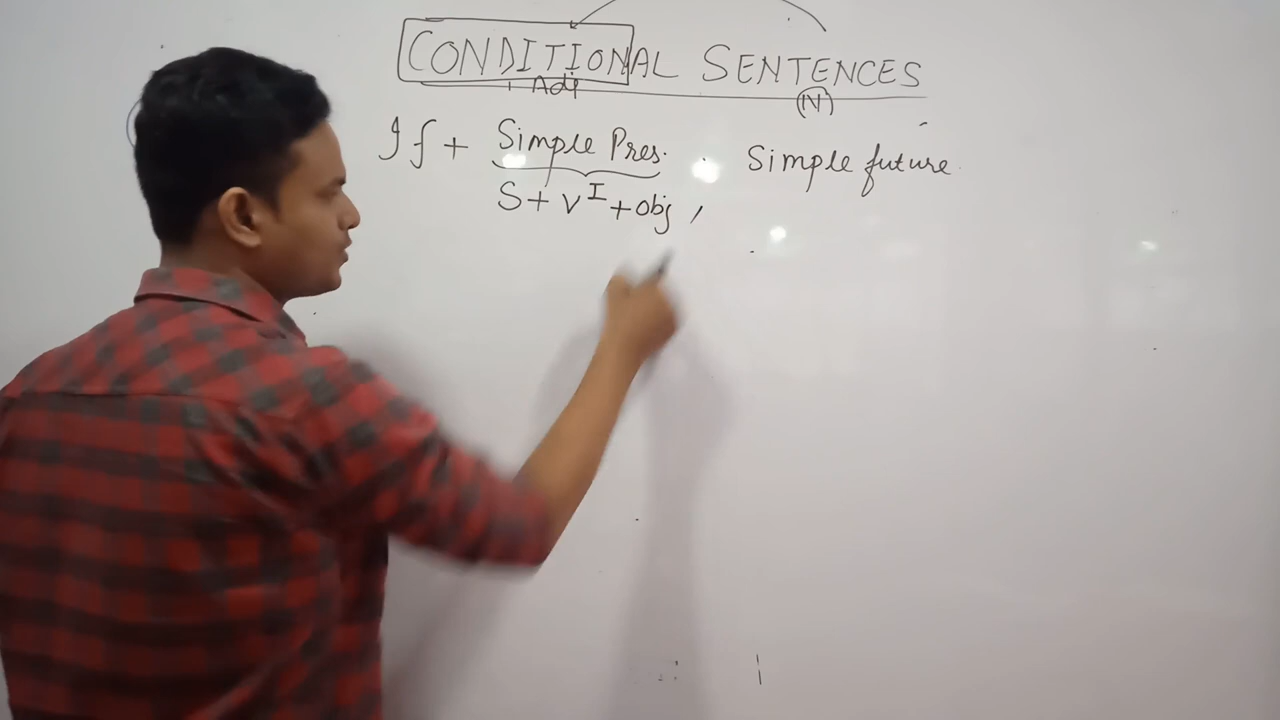 CONDITIONAL SENTENCES
Adj (N)
If + Simple Pres. Simple future
S + V^I + obj ,